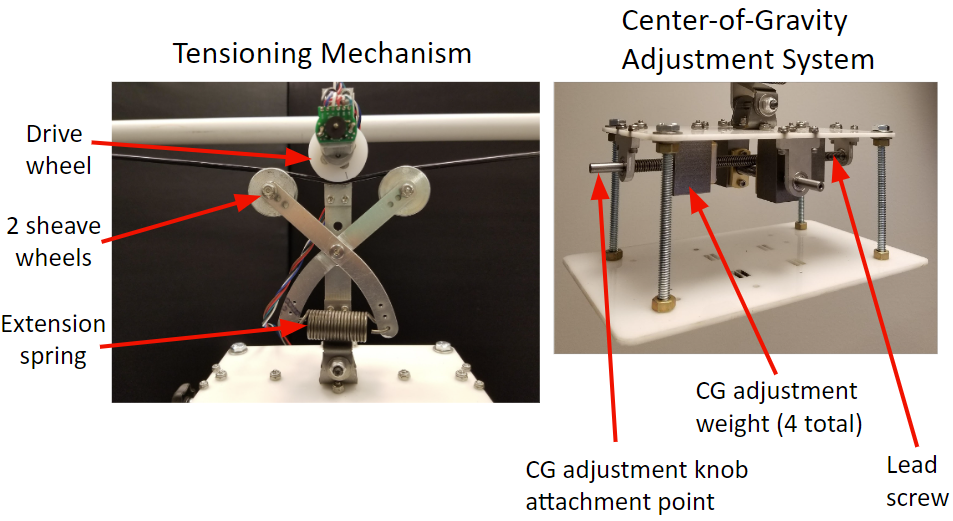 Tensioning Mechanism
Center-of-Gravity
Adjustment System
Drive
wheel
2 sheave
wheels
Extension
spring
CG adjustment
weight (4 total)
CG adjustment knob
attachment point
Lead
screw